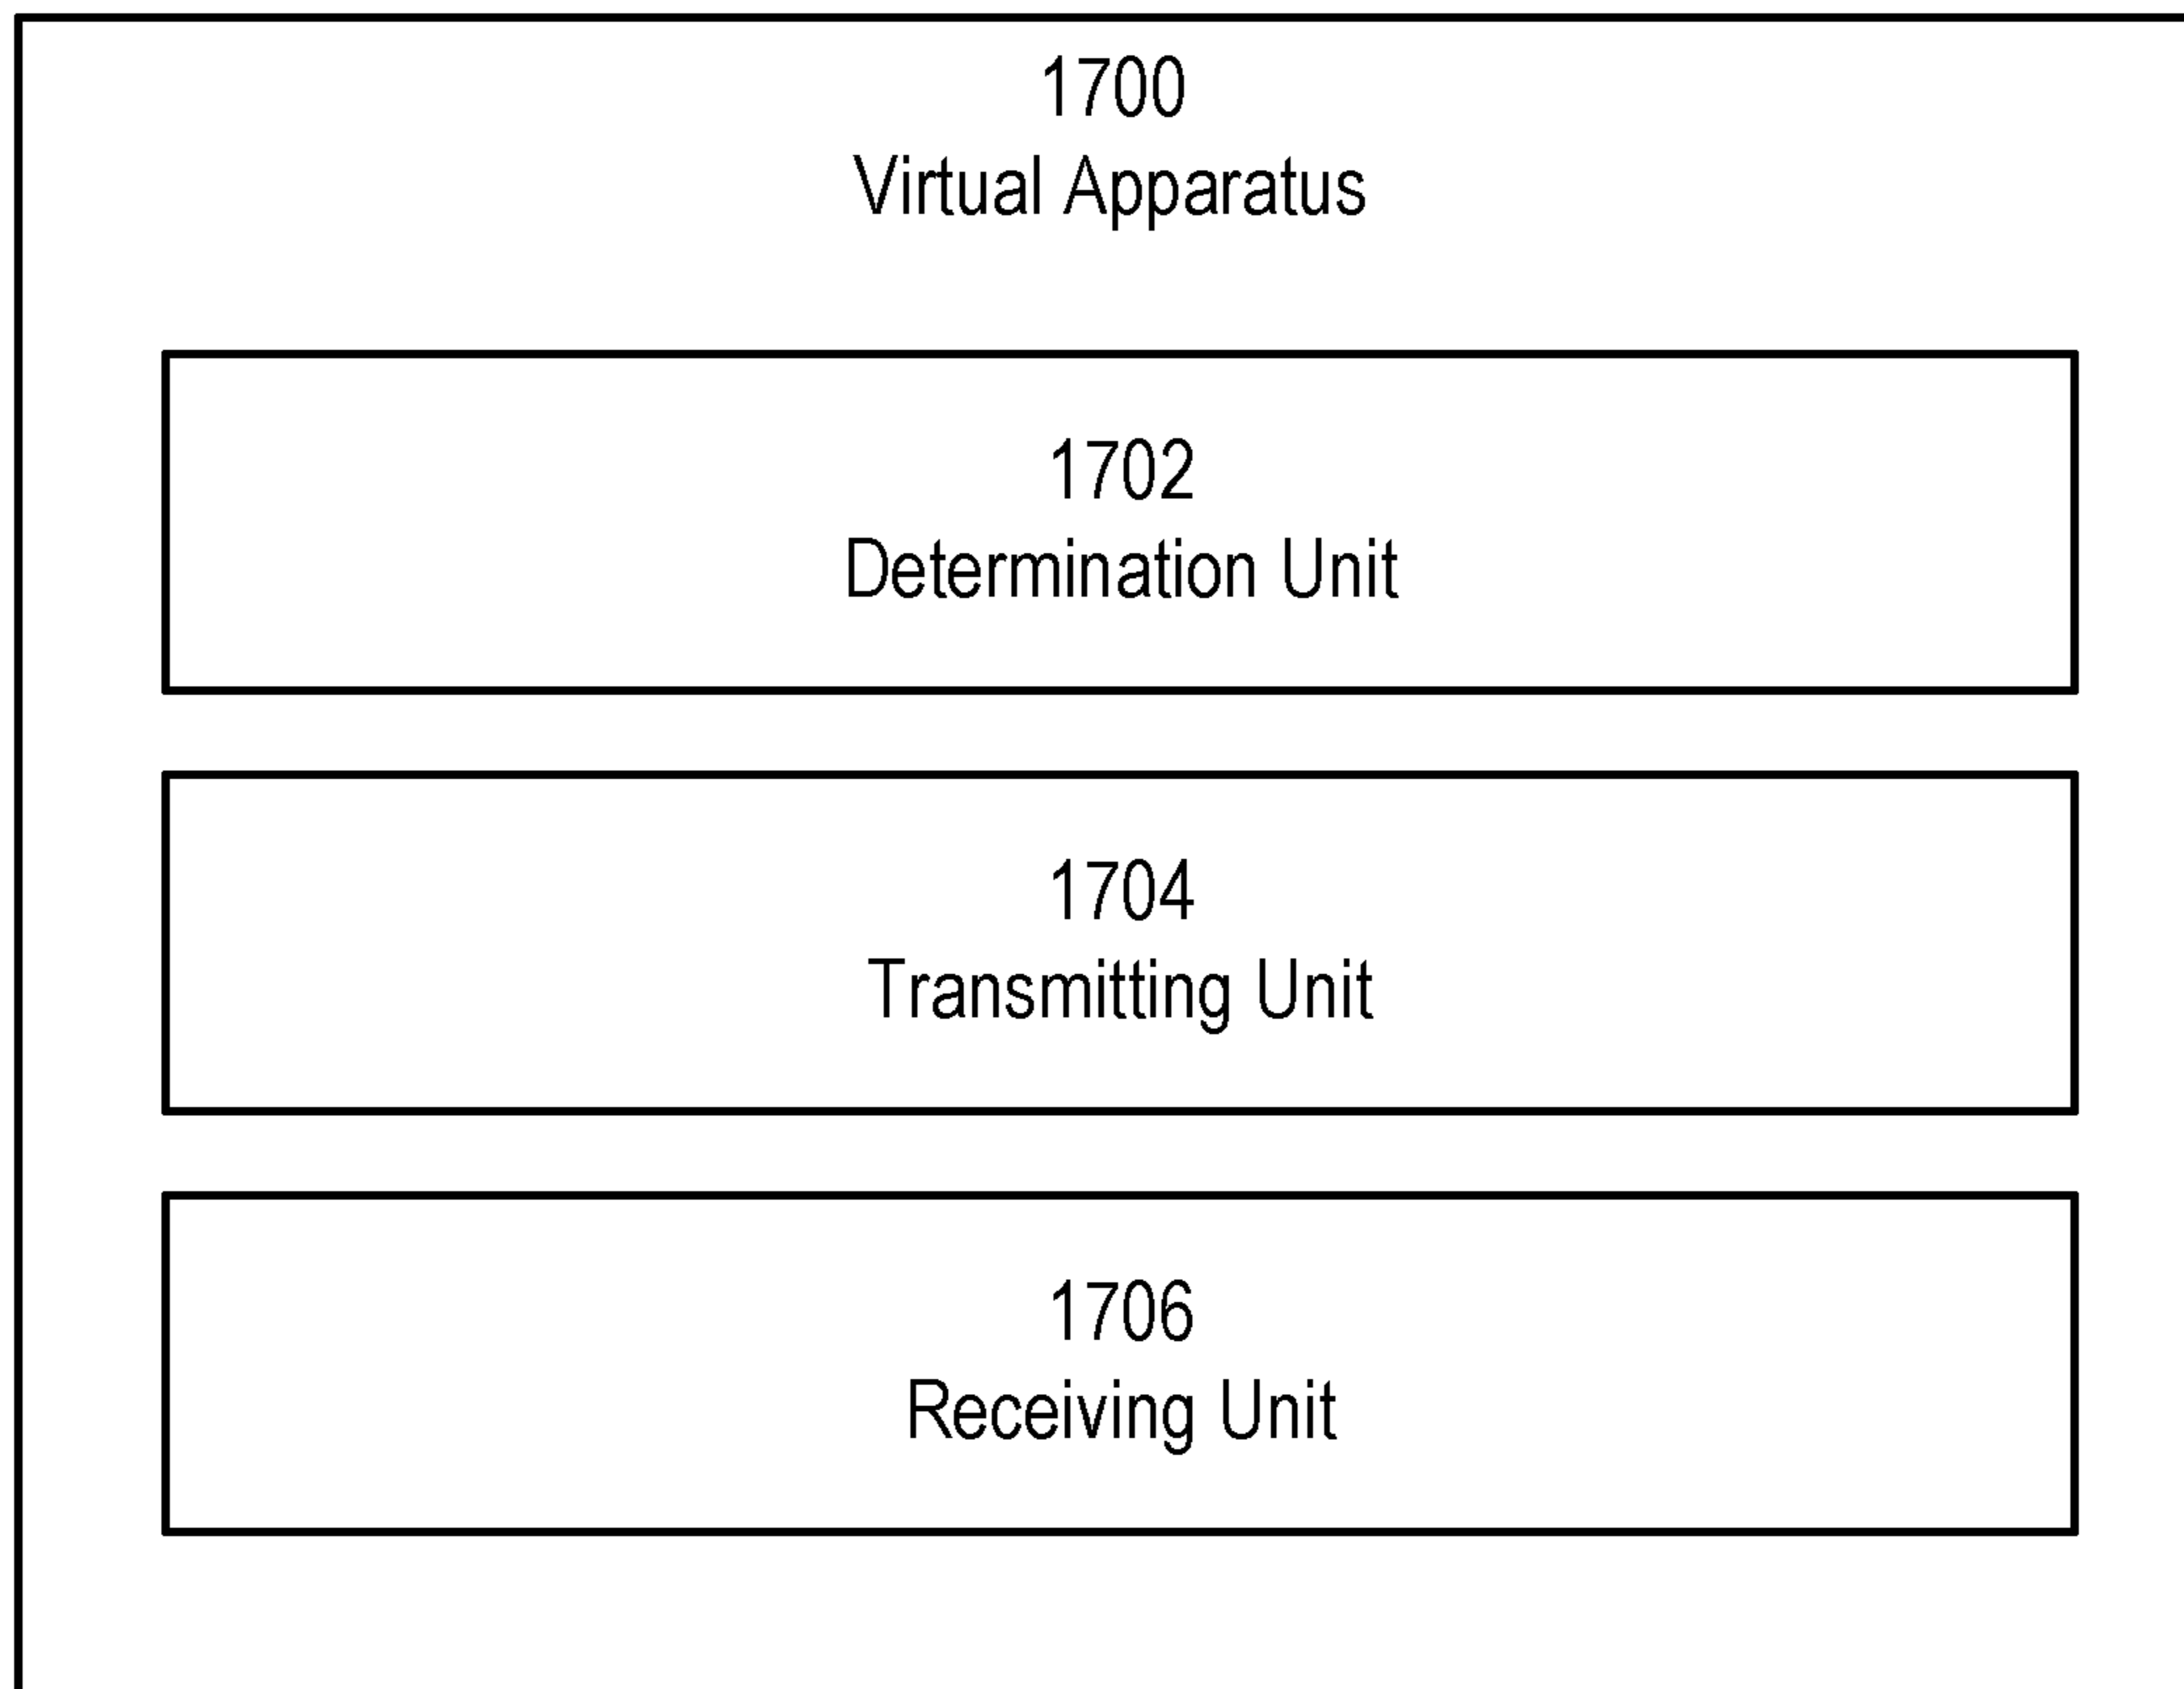 1700
Virtual Apparatus
1702
Determination Unit
1704
Transmitting Unit
1706
Receiving Unit